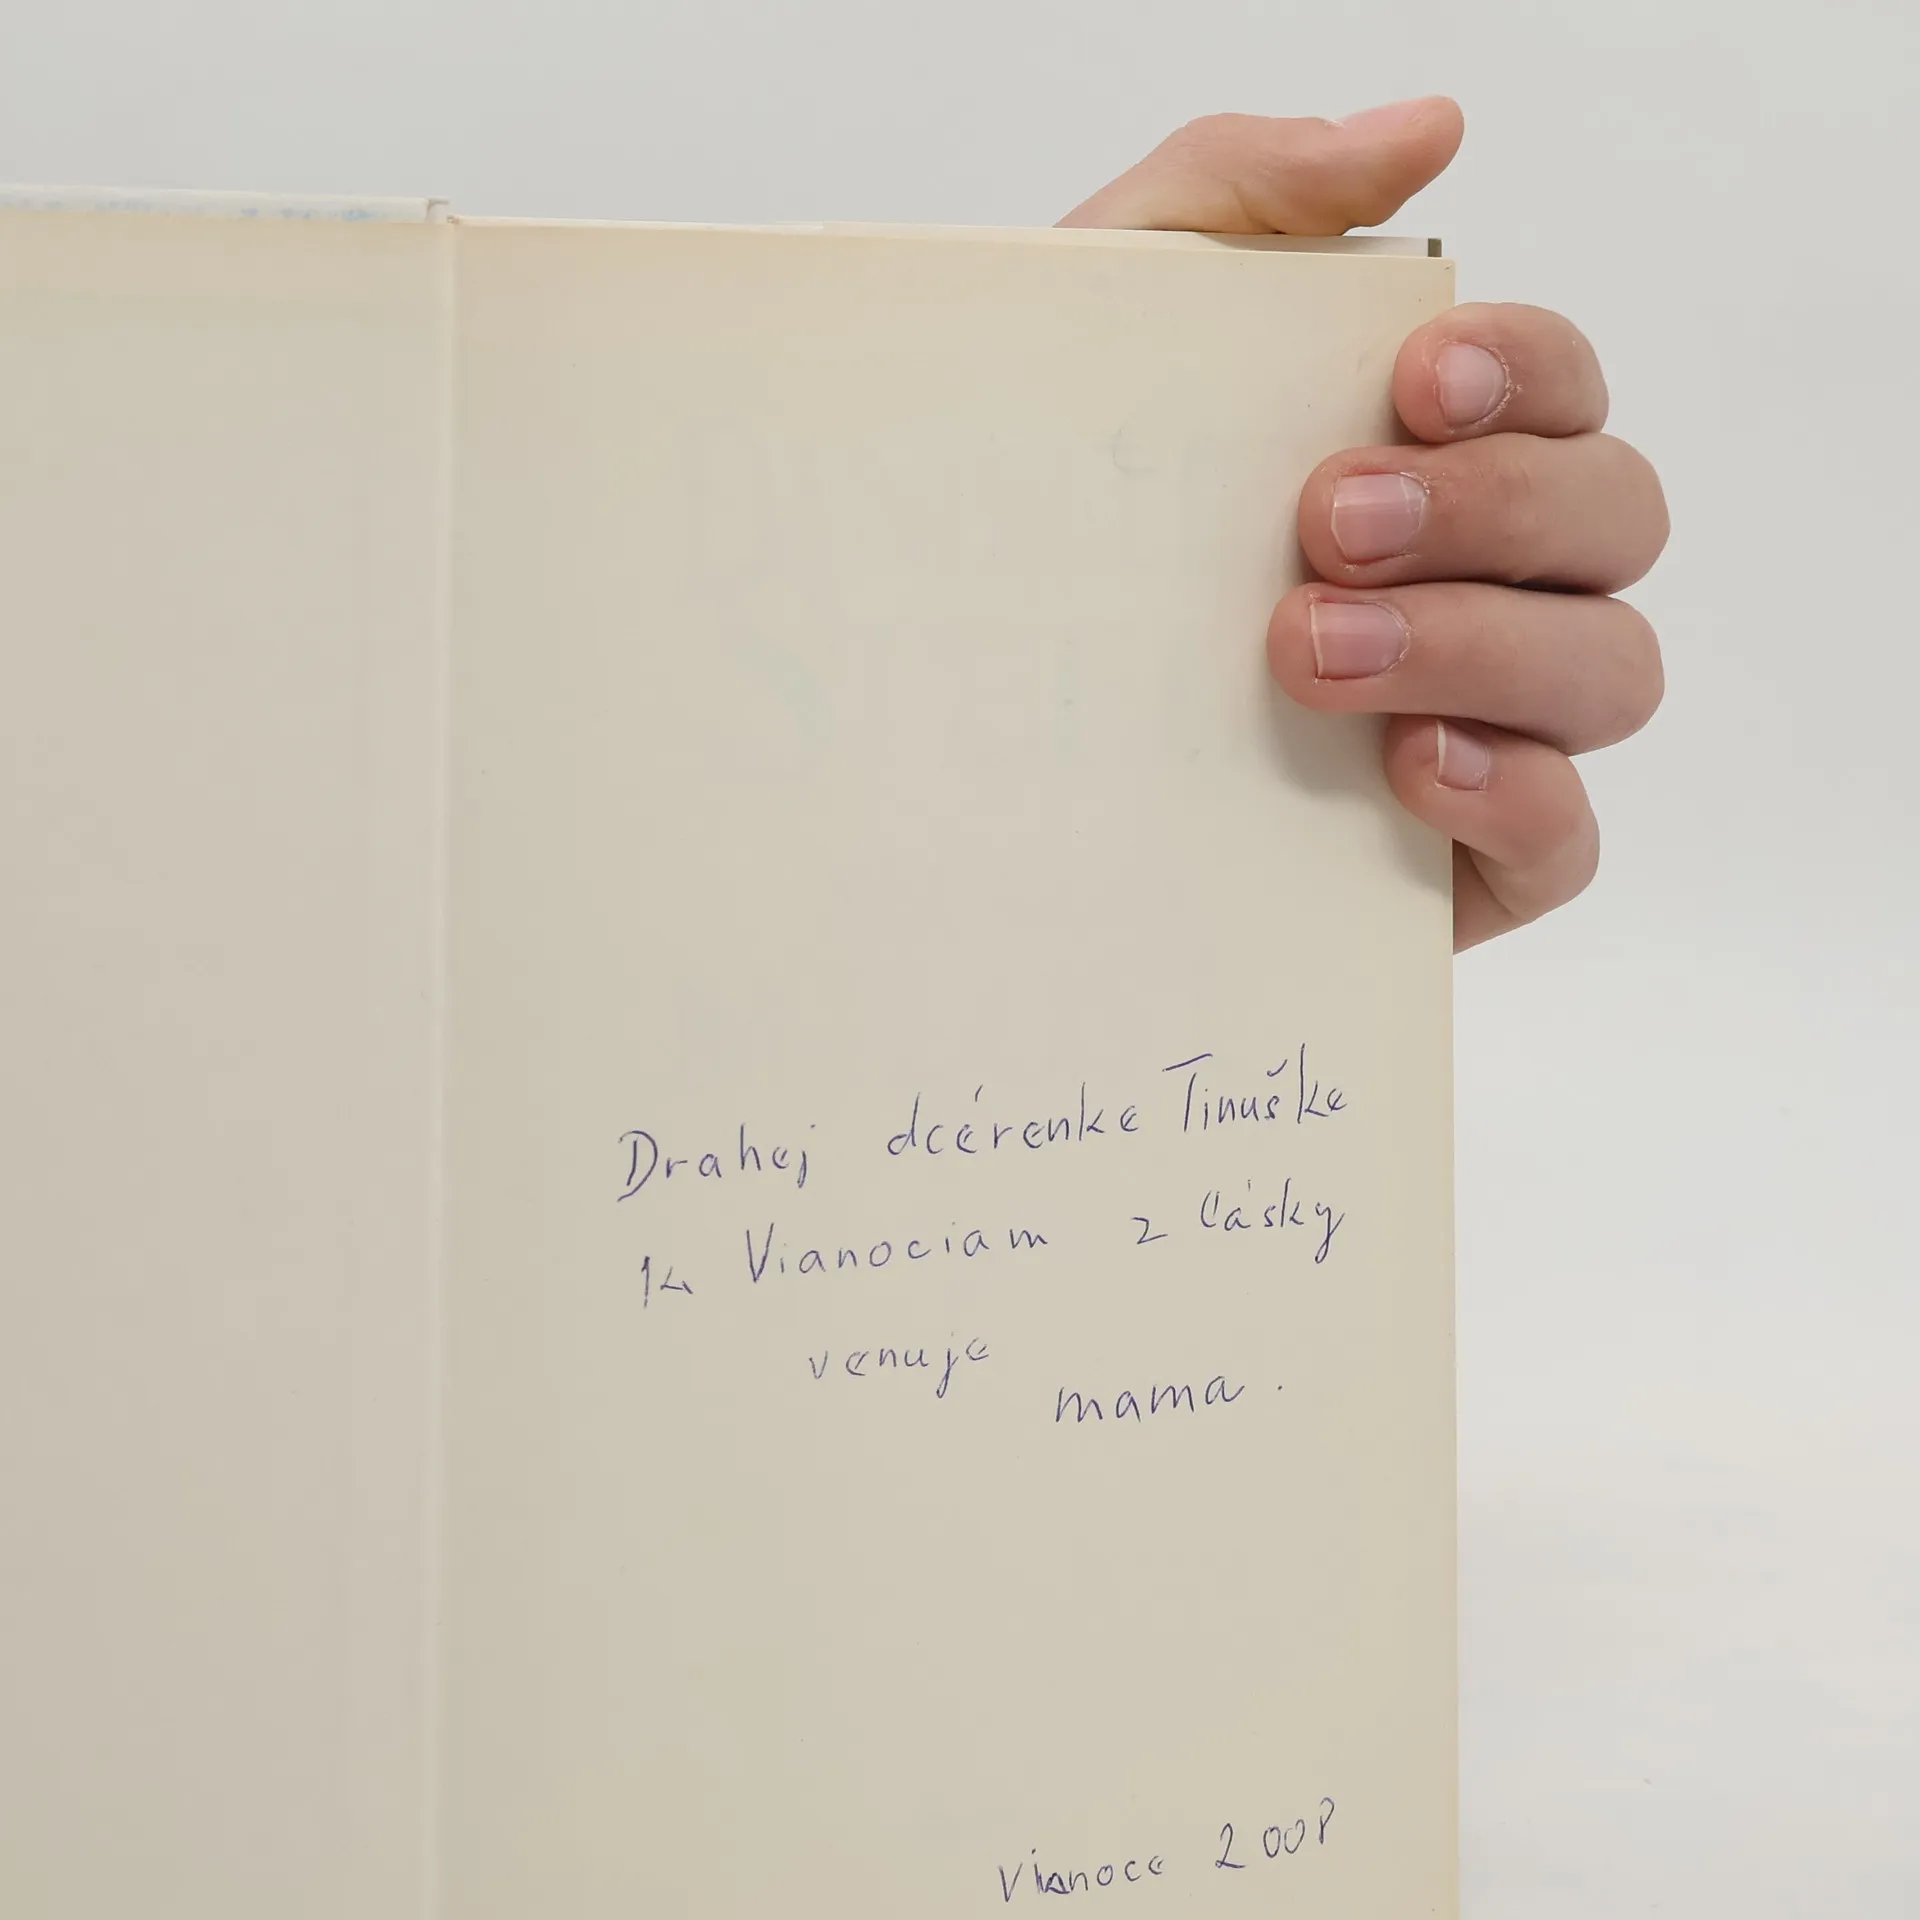 Drahej dcérenke Tinuške
k Vianociam z lásky
venuje
mama.
Vianoce 2008